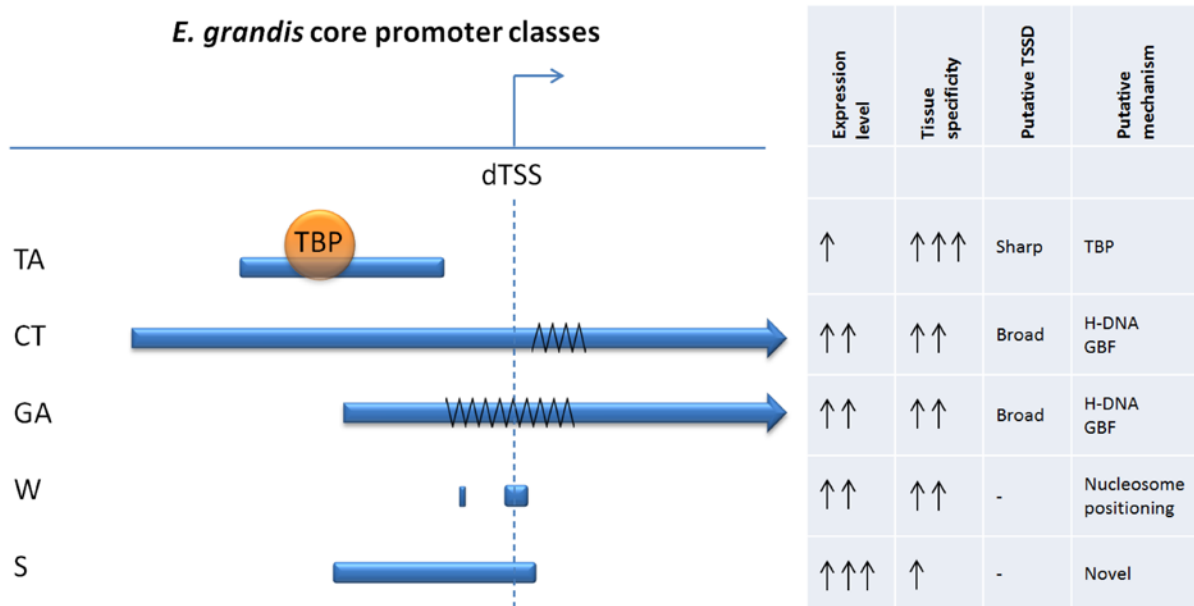 E. grandis core promoter classes
Expression
level
Tissue
specificity
Putative TSSD
Putative
mechanism
dTSS
TA
TBP
↑
↑↑↑
Sharp
TBP
CT
↑↑
↑↑
Broad
H-DNA
GBF
GA
↑↑
↑↑
Broad
H-DNA
GBF
W
↑↑
↑↑
-
Nucleosome
positioning
S
↑↑↑
↑
-
Novel